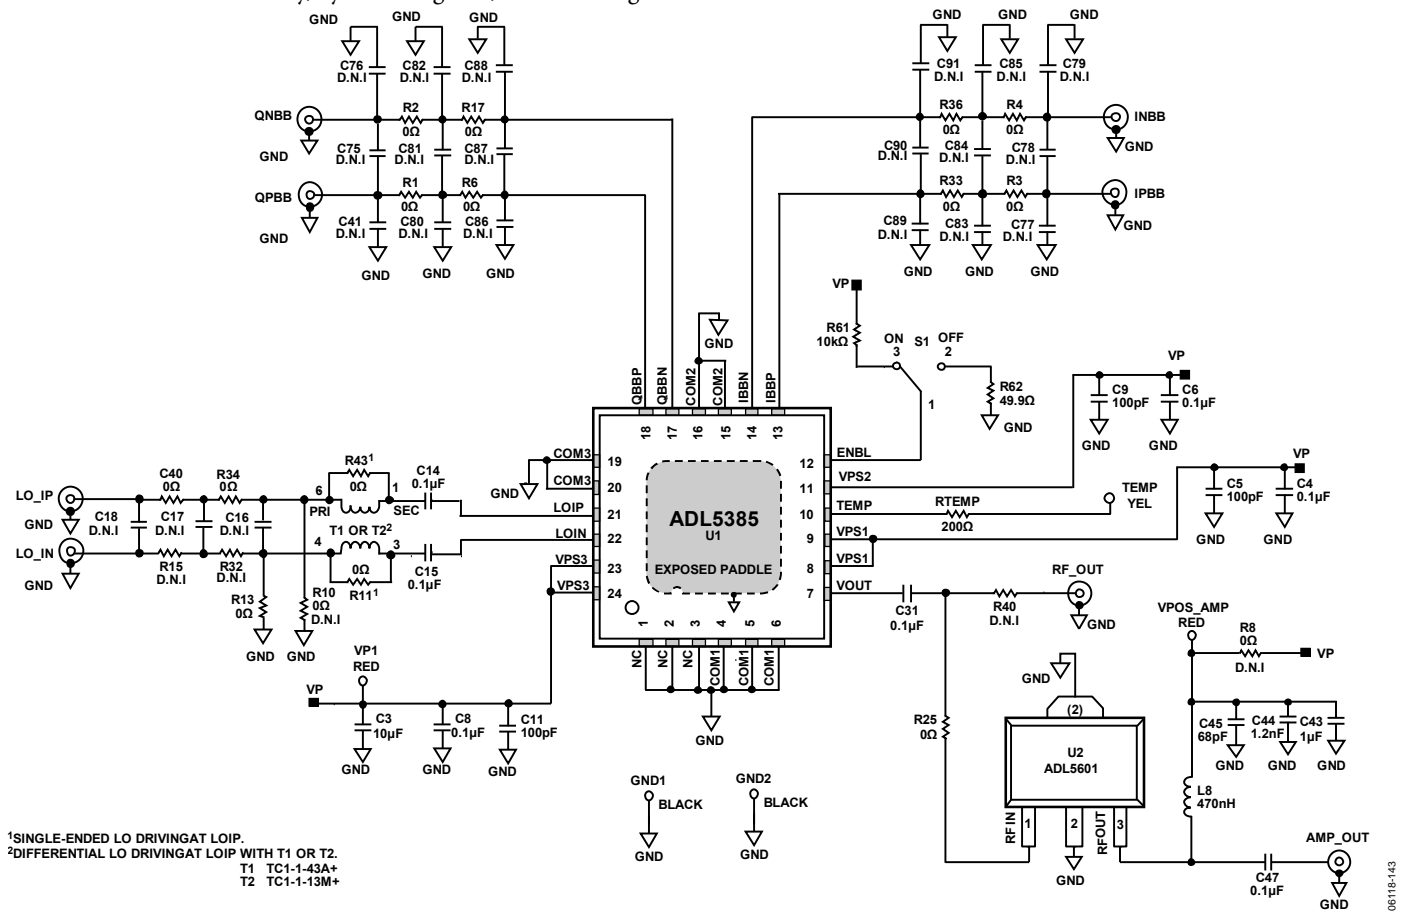 GND GND GND GND GND GND
C76 D.N.I
C82 D.N.I
C88 D.N.I
C91 D.N.I
C85 D.N.I
C79 D.N.I
QNBB
R2 0Ω
R17 0Ω
R36 0Ω
R4 0Ω
INBB
GND
C75 D.N.I
C81 D.N.I
C87 D.N.I
C90 D.N.I
C84 D.N.I
C78 D.N.I
GND
QPBB
R1 0Ω
R6 0Ω
R33 0Ω
R3 0Ω
IPBB
GND
C41 D.N.I
C80 D.N.I
C86 D.N.I
C89 D.N.I
C83 D.N.I
C77 D.N.I
GND
GND GND GND GND GND GND
VP
R61 10kΩ
ON 3
S1
OFF 2
1
R62 49.9Ω
GND
GND
VP
C9 100pF
C6 0.1µF
GND GND
QBBP QBBN COM2 COM2 IBBN IBBP
18 17 16 15 14 13
COM3 19
COM3 20
GND
LOIP 21
LOIN 22
VPS3 23
VPS3 24
ADL5385
U1
EXPOSED PADDLE
12 ENBL
11 VPS2
10 TEMP
9 VPS1
8 VPS1
7 VOUT
1 2 3 4 5 6
NC NC NC COM1 COM1 COM1
GND
RTEMP 200Ω
TEMP YEL
VP
C5 100pF
C4 0.1µF
GND GND
LO_IP
GND
LO_IN
GND
C40 0Ω
R34 0Ω
C18 D.N.I
C17 D.N.I
C16 D.N.I
R15 D.N.I
R32 D.N.I
R43¹ 0Ω
6 PRI
1 SEC
T1 OR T2²
4 3
0Ω R11¹
C14 0.1µF
C15 0.1µF
R13 0Ω
R10 0Ω D.N.I
GND GND
VP1 RED
VP
C3 10µF
C8 0.1µF
C11 100pF
GND GND GND
C31 0.1µF
R40 D.N.I
RF_OUT
GND
VPOS_AMP RED
R8 0Ω D.N.I
VP
R25 0Ω
GND
(2)
U2
ADL5601
RF IN 1
2
RFOUT 3
GND
C45 68pF
C44 1.2nF
C43 1µF
GND GND GND
L8 470nH
C47 0.1µF
AMP_OUT
GND
GND1 BLACK
GND
GND2 BLACK
GND
¹SINGLE-ENDED LO DRIVINGAT LOIP.
²DIFFERENTIAL LO DRIVINGAT LOIP WITH T1 OR T2.
T1 TC1-1-43A+
T2 TC1-1-13M+
06118-143